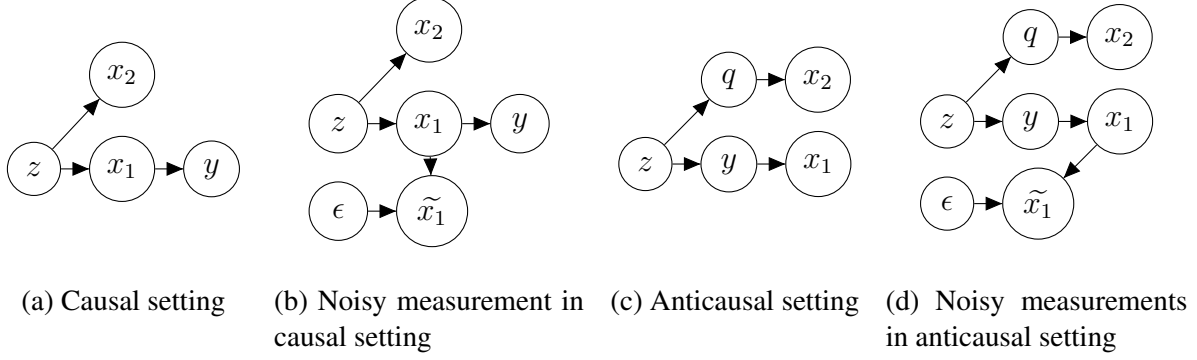 x₂
z x₁ y
(a) Causal setting
x₂
z x₁ y
ϵ x̃₁
(b) Noisy measurement in
causal setting
q x₂
z y x₁
(c) Anticausal setting
q x₂
z y x₁
ϵ x̃₁
(d) Noisy measurements
in anticausal setting